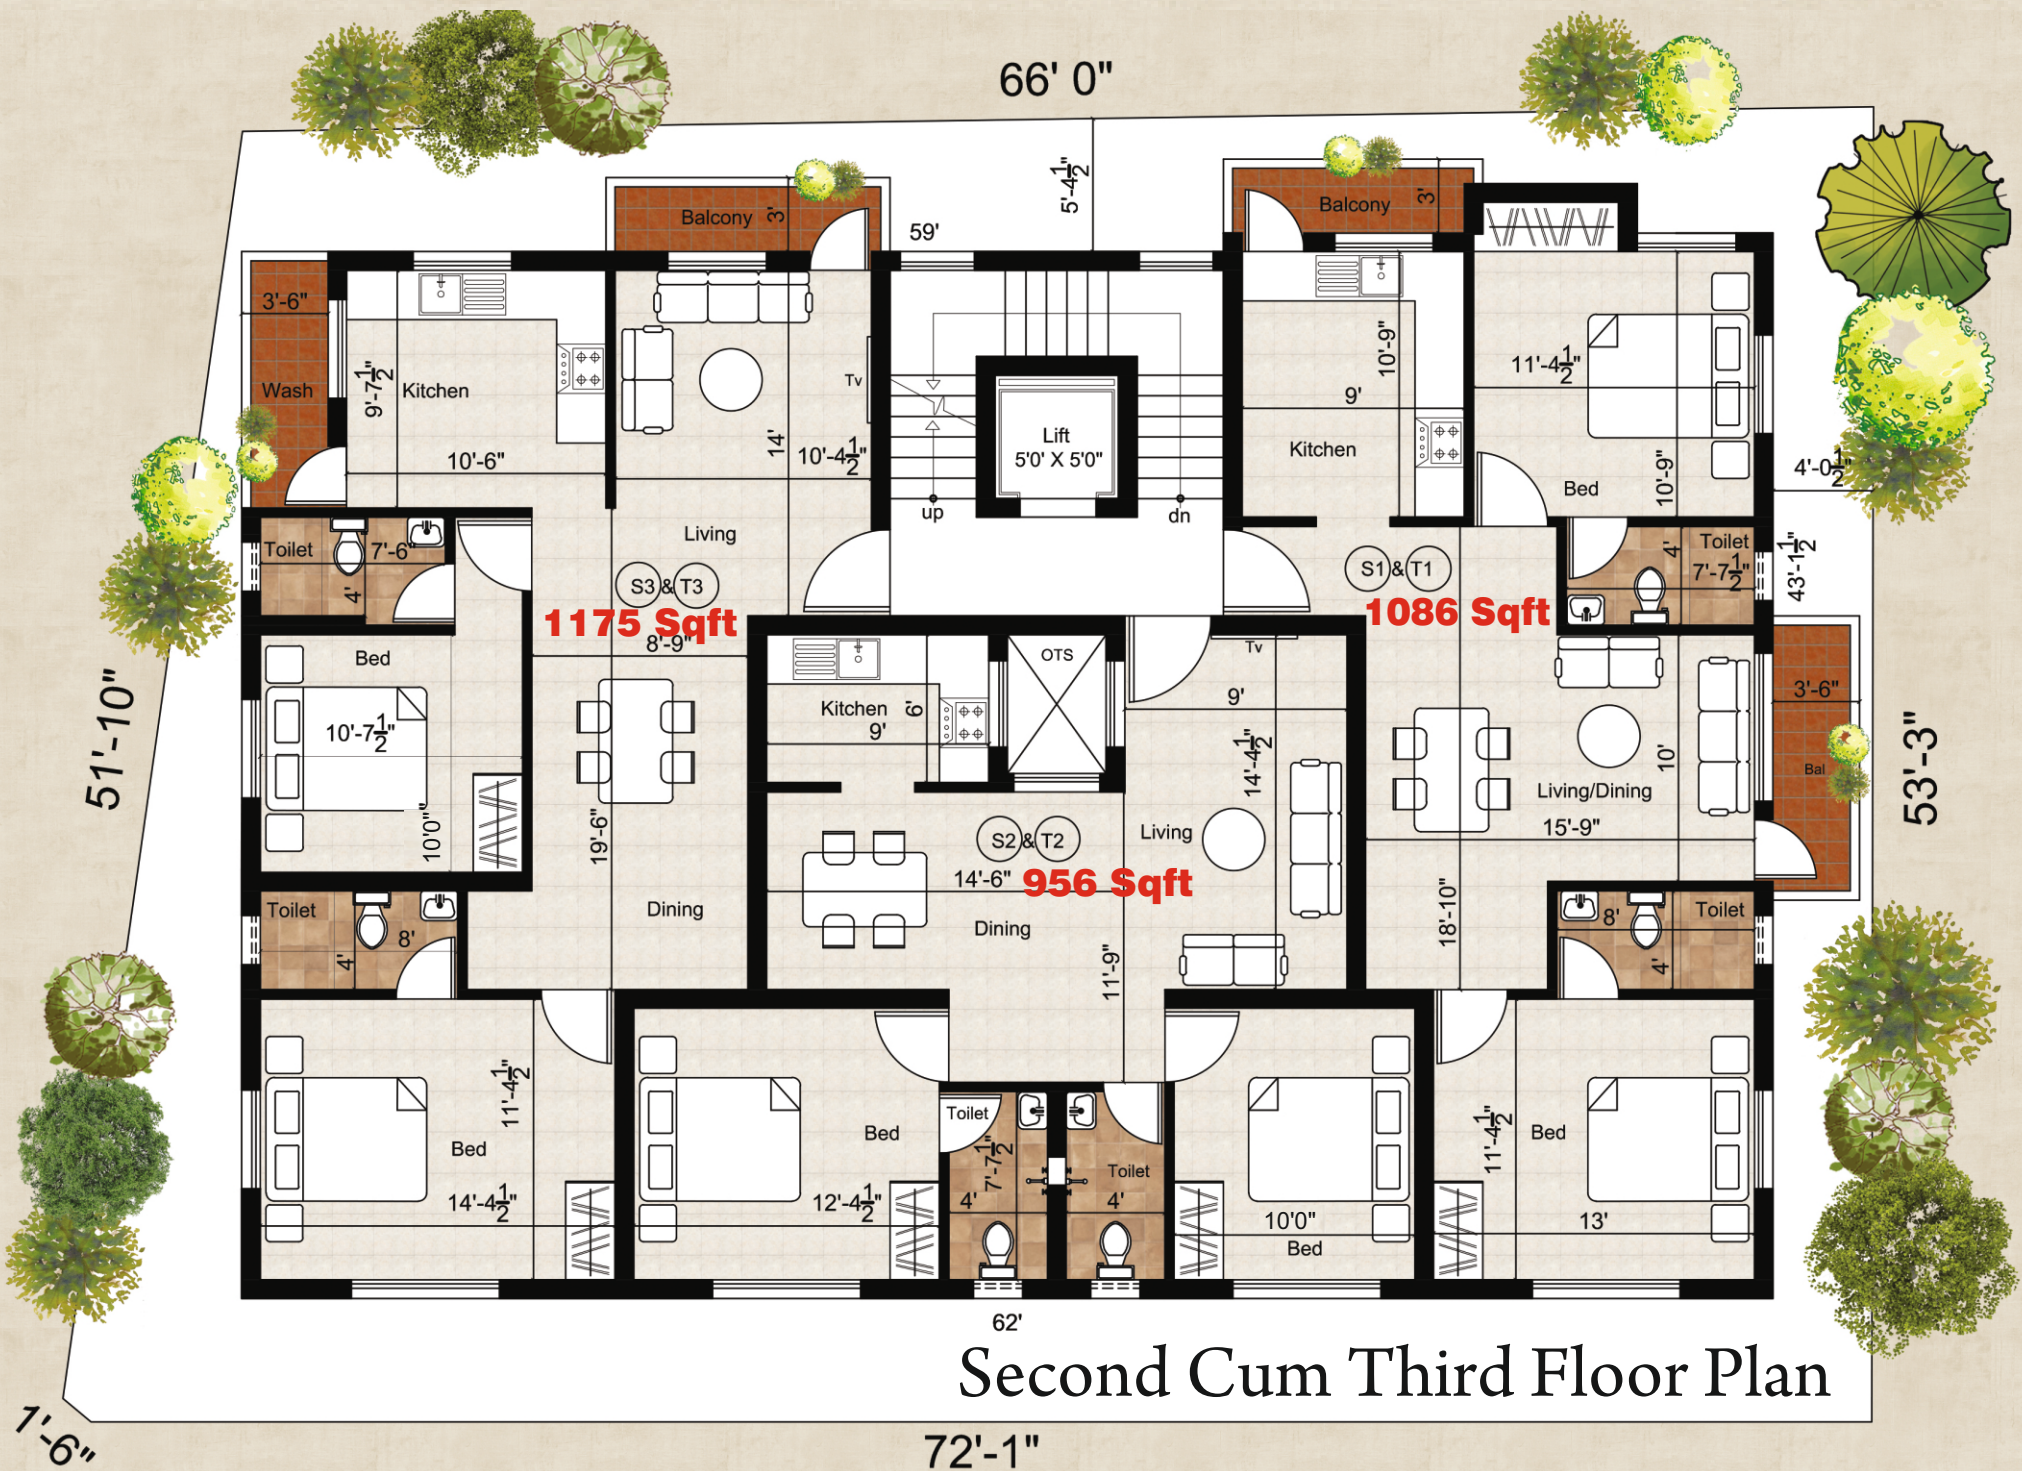 66' 0"
5'-4½"
Balcony
3'
59'
Balcony
3'
3'-6"
Wash
9'-7½"
Kitchen
10'-6"
14'
10'-4½"
Tv
Living
Lift
5'0' X 5'0"
up
dn
10'-9"
9'
Kitchen
11'-4½"
10'-9"
Bed
4'-0½"
43'-1½"
Toilet
7'-6"
4'
S3 & T3
1175 Sqft
8'-9"
S1 & T1
1086 Sqft
4'
Toilet
7'-7½"
Bed
10'-7½"
10'0"
19'-6"
Kitchen
9'
6'
OTS
Tv
9'
14'-4½"
Living
S2 & T2
14'-6"
956 Sqft
Dining
11'-9"
Living/Dining
10'
15'-9"
18'-10"
3'-6"
Bal
51'-10"
53'-3"
Toilet
8'
4'
Dining
8'
Toilet
4'
11'-4½"
Bed
14'-4½"
Bed
12'-4½"
Toilet
7'-7½"
4'
Toilet
4'
10'0"
Bed
11'-4½"
Bed
13'
62'
Second Cum Third Floor Plan
1'-6"
72'-1"